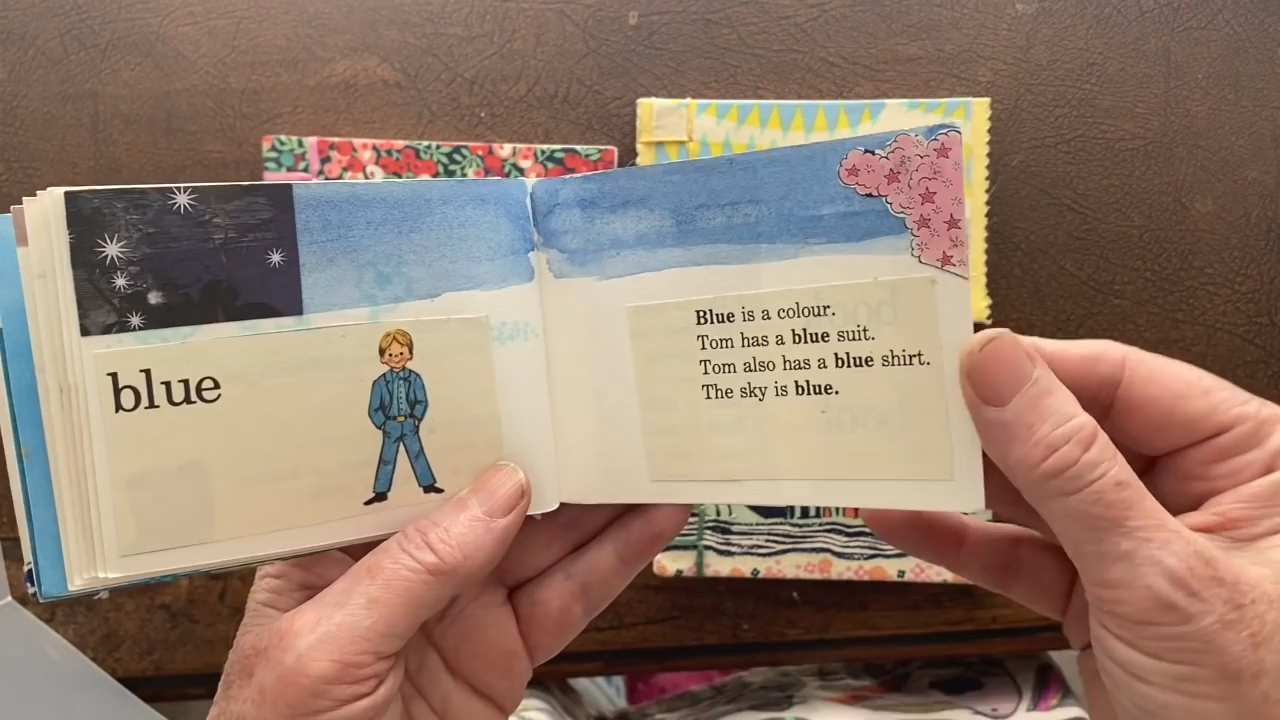 blue
Blue is a colour.
Tom has a blue suit.
Tom also has a blue shirt.
The sky is blue.